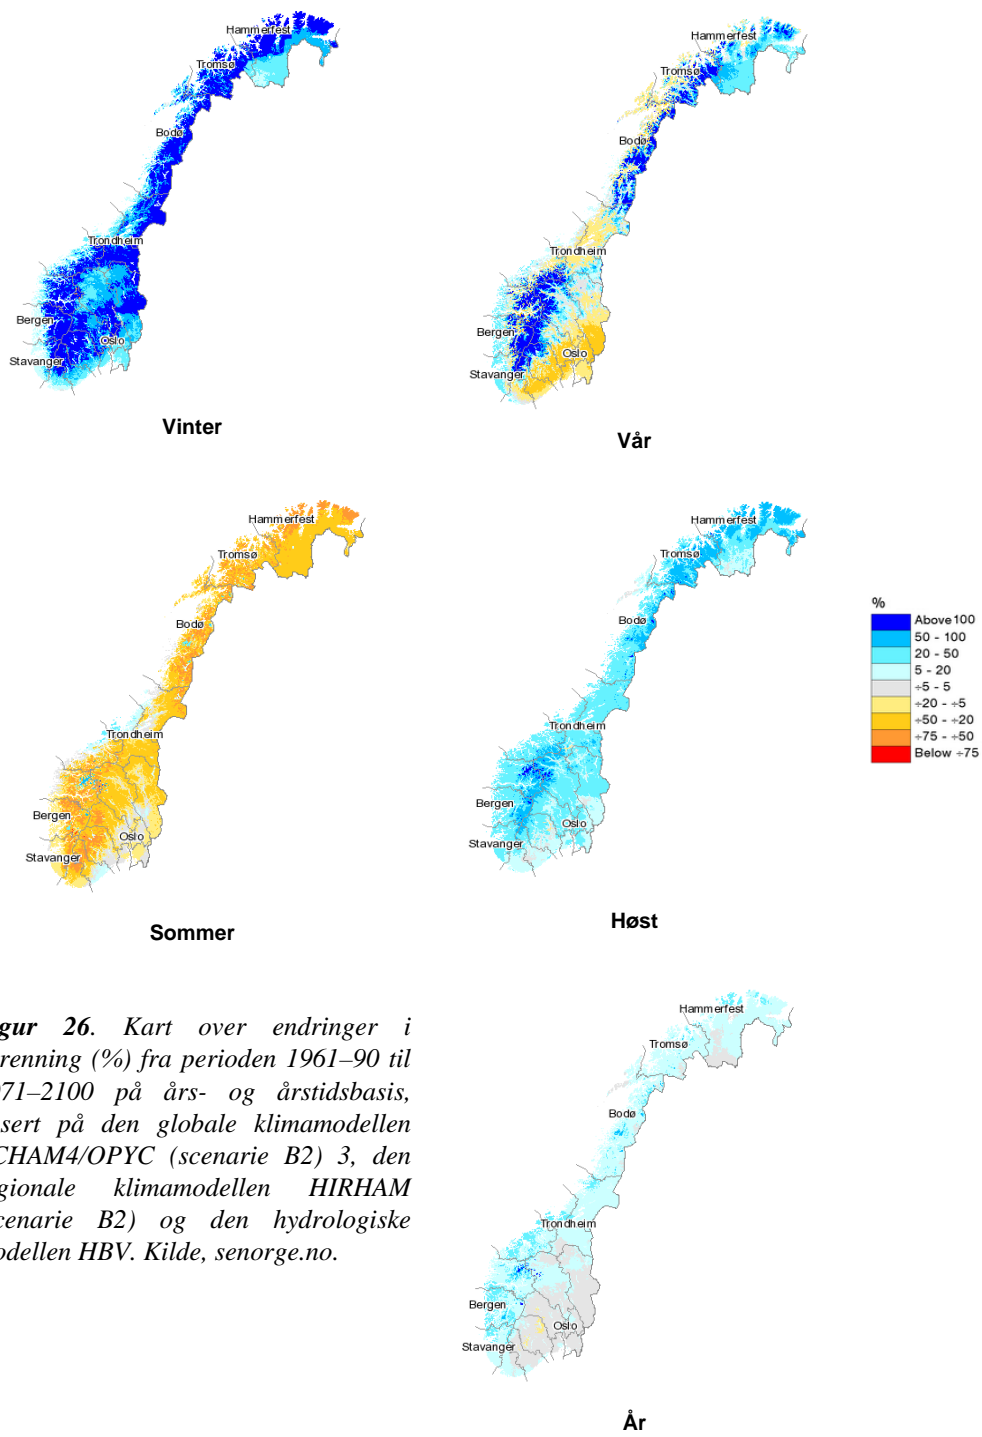 Hammerfest
Tromsø
Bodø
Trondheim
Bergen
Oslo
Stavanger
Vinter
Hammerfest
Tromsø
Bodø
Trondheim
Bergen
Oslo
Stavanger
Vår
Hammerfest
Tromsø
Bodø
Trondheim
Bergen
Oslo
Stavanger
Sommer
Hammerfest
Tromsø
Bodø
Trondheim
Bergen
Oslo
Stavanger
Høst
%
Above 100
50 - 100
20 - 50
5 - 20
÷5 - 5
÷20 - ÷5
÷50 - ÷20
÷75 - ÷50
Below ÷75
gur 26. Kart over endringer i
renning (%) fra perioden 1961–90 til
071–2100 på års- og årstidsbasis,
sert på den globale klimamodellen
CHAM4/OPYC (scenarie B2) 3, den
gionale klimamodellen HIRHAM
cenarie B2) og den hydrologiske
odellen HBV. Kilde, senorge.no.
Hammerfest
Tromsø
Bodø
Trondheim
Bergen
Oslo
Stavanger
År